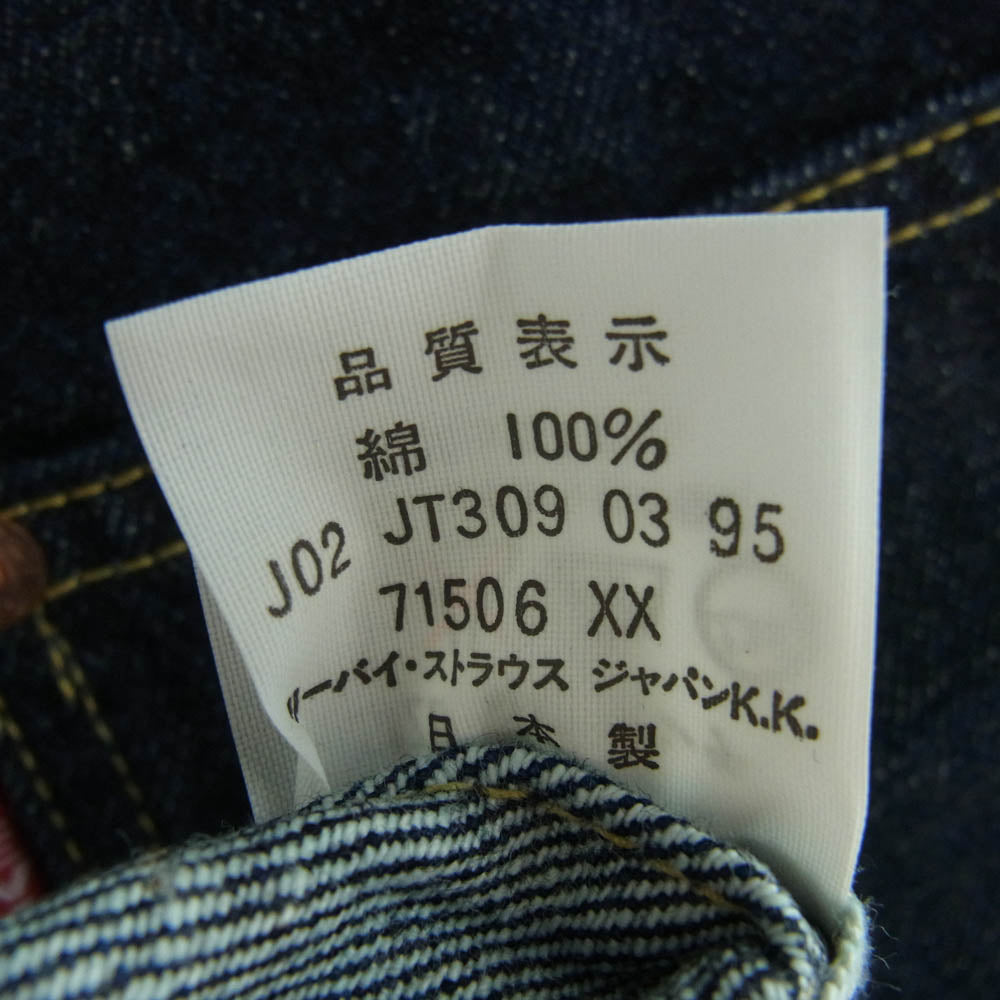 品質表示
綿 100%
J02 JT309 03 95
71506 XX
リーバイ・ストラウス ジャパンK.K.
日本製